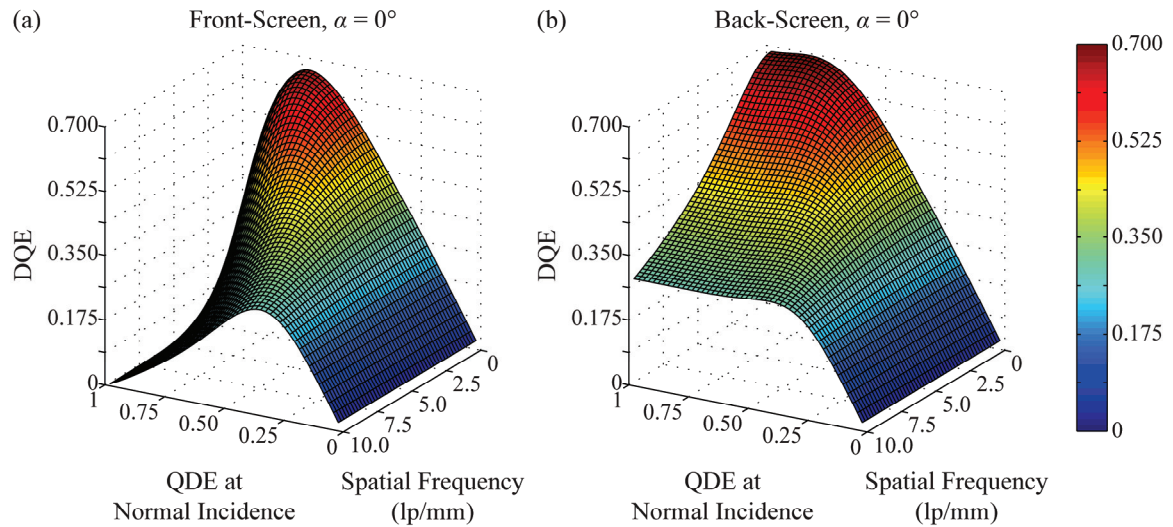 (a)
Front-Screen, α = 0°
DQE
0.700
0.525
0.350
0.175
0
1
0.75
0.50
0.25
0
10.0
7.5
5.0
2.5
0
QDE at
Normal Incidence
Spatial Frequency
(lp/mm)
(b)
Back-Screen, α = 0°
DQE
0.700
0.525
0.350
0.175
0
1
0.75
0.50
0.25
0
10.0
7.5
5.0
2.5
0
QDE at
Normal Incidence
Spatial Frequency
(lp/mm)
0.700
0.525
0.350
0.175
0